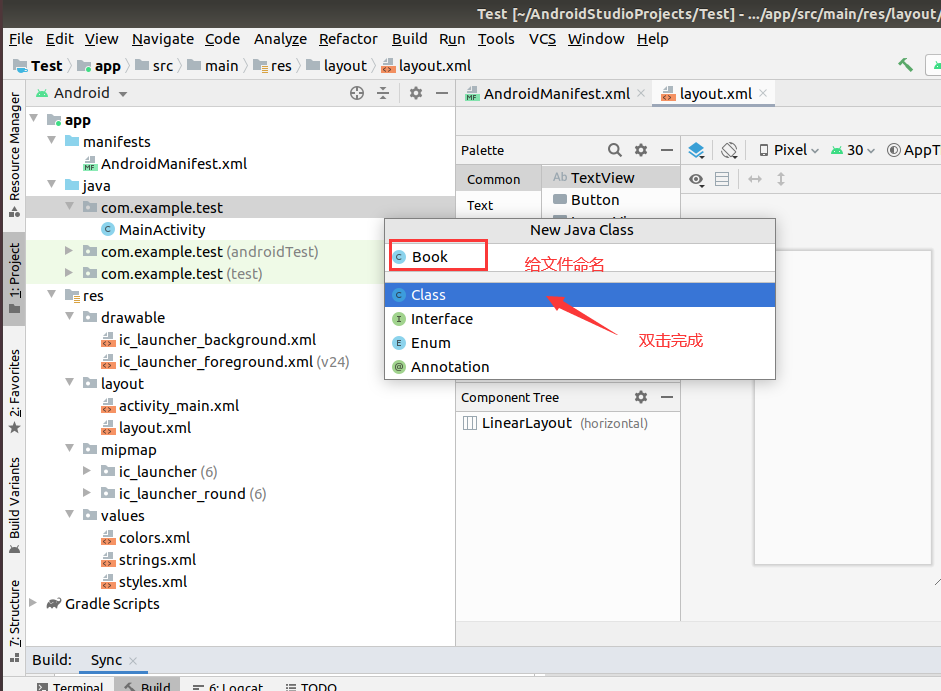 Test [~/AndroidStudioProjects/Test] - .../app/src/main/res/layout/
File Edit View Navigate Code Analyze Refactor Build Run Tools VCS Window Help
Test app src main res layout layout.xml
Resource Manager
1: Project
2: Favorites
Build Variants
7: Structure
Android
app
manifests
AndroidManifest.xml
java
com.example.test
MainActivity
com.example.test (androidTest)
com.example.test (test)
res
drawable
ic_launcher_background.xml
ic_launcher_foreground.xml (v24)
layout
activity_main.xml
layout.xml
mipmap
ic_launcher (6)
ic_launcher_round (6)
values
colors.xml
strings.xml
styles.xml
Gradle Scripts
AndroidManifest.xml layout.xml
Palette
Pixel 30 AppT
Common
Text
Ab TextView
Button
New Java Class
Book
给文件命名
Class
Interface
Enum
Annotation
双击完成
Component Tree
LinearLayout (horizontal)
Build: Sync
Terminal Build 6: Logcat TODO